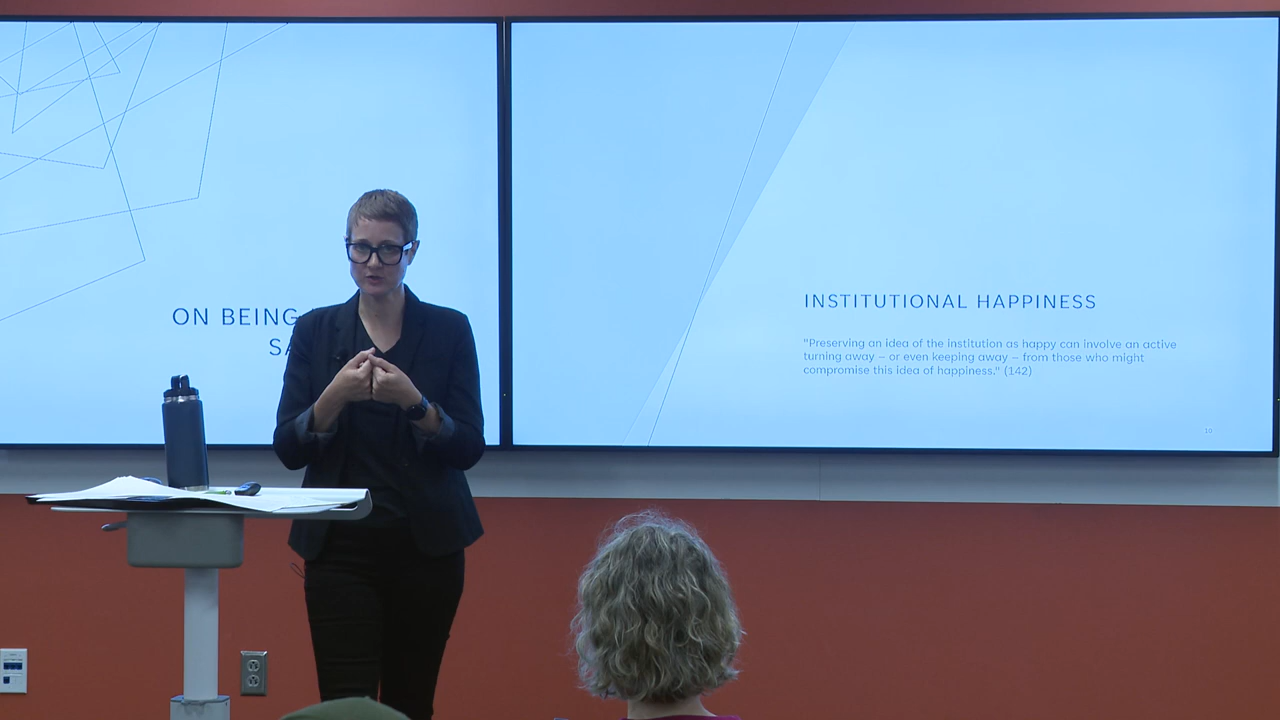 ON BEING
SA
INSTITUTIONAL HAPPINESS
"Preserving an idea of the institution as happy can involve an active
turning away – or even keeping away – from those who might
compromise this idea of happiness." (142)
10